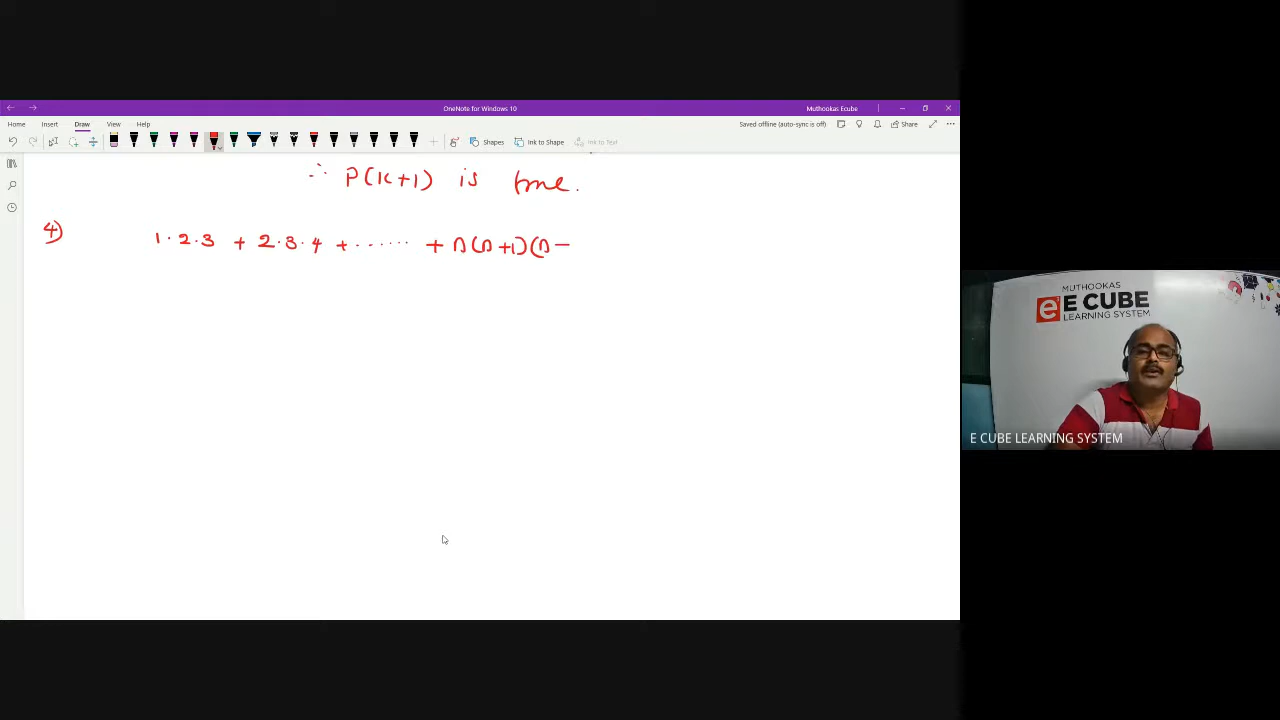 OneNote for Windows 10
Muthookas Ecube
Home Insert Draw View Help
Saved offline (auto-sync is off) Share
Shapes Ink to Shape Ink to Text
∴ P(k+1) is true.
4) 1·2·3 + 2·3·4 + ······ + n(n+1)(n−
MUTHOOKAS
e E CUBE
LEARNING SYSTEM
E CUBE LEARNING SYSTEM